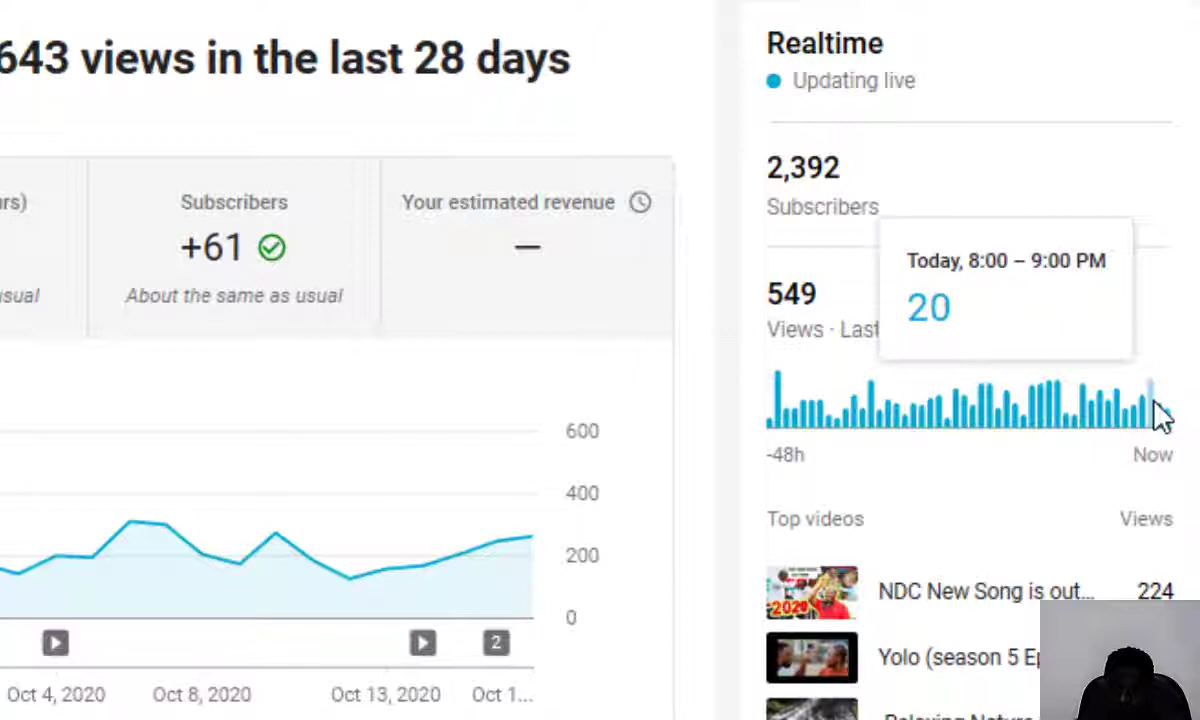 643 views in the last 28 days
Subscribers
+61
About the same as usual
Your estimated revenue
—
600
400
200
0
2
Oct 4, 2020
Oct 8, 2020
Oct 13, 2020
Oct 1...
Realtime
Updating live
2,392
Subscribers
Today, 8:00 – 9:00 PM
20
549
Views · Last
-48h
Now
Top videos
Views
2020
NDC New Song is out...
224
Yolo (season 5 Ep
Relaxing Nature